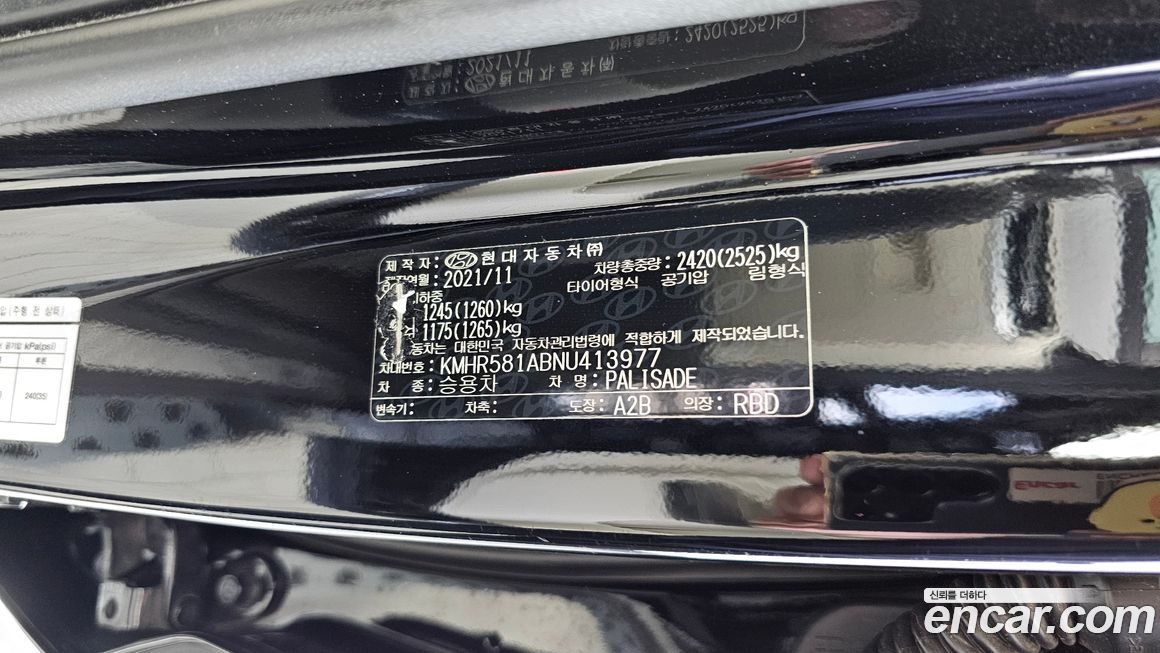 제작자: 현대자동차㈜
제작연월: 2021/11
차량총중량: 2420(2525)kg
타이어형식 공기압 림형식
하중
1245(1260)kg
1175(1265)kg
동차는 대한민국 자동차관리법령에 적합하게 제작되었습니다.
차대번호: KMHR581ABNU413977
차 종: 승용차 차 명: PALISADE
변속기: 차축: 도장: A2B 의장: RBD
kPa(psi)
240(35)
신뢰를 더하다
encar.com